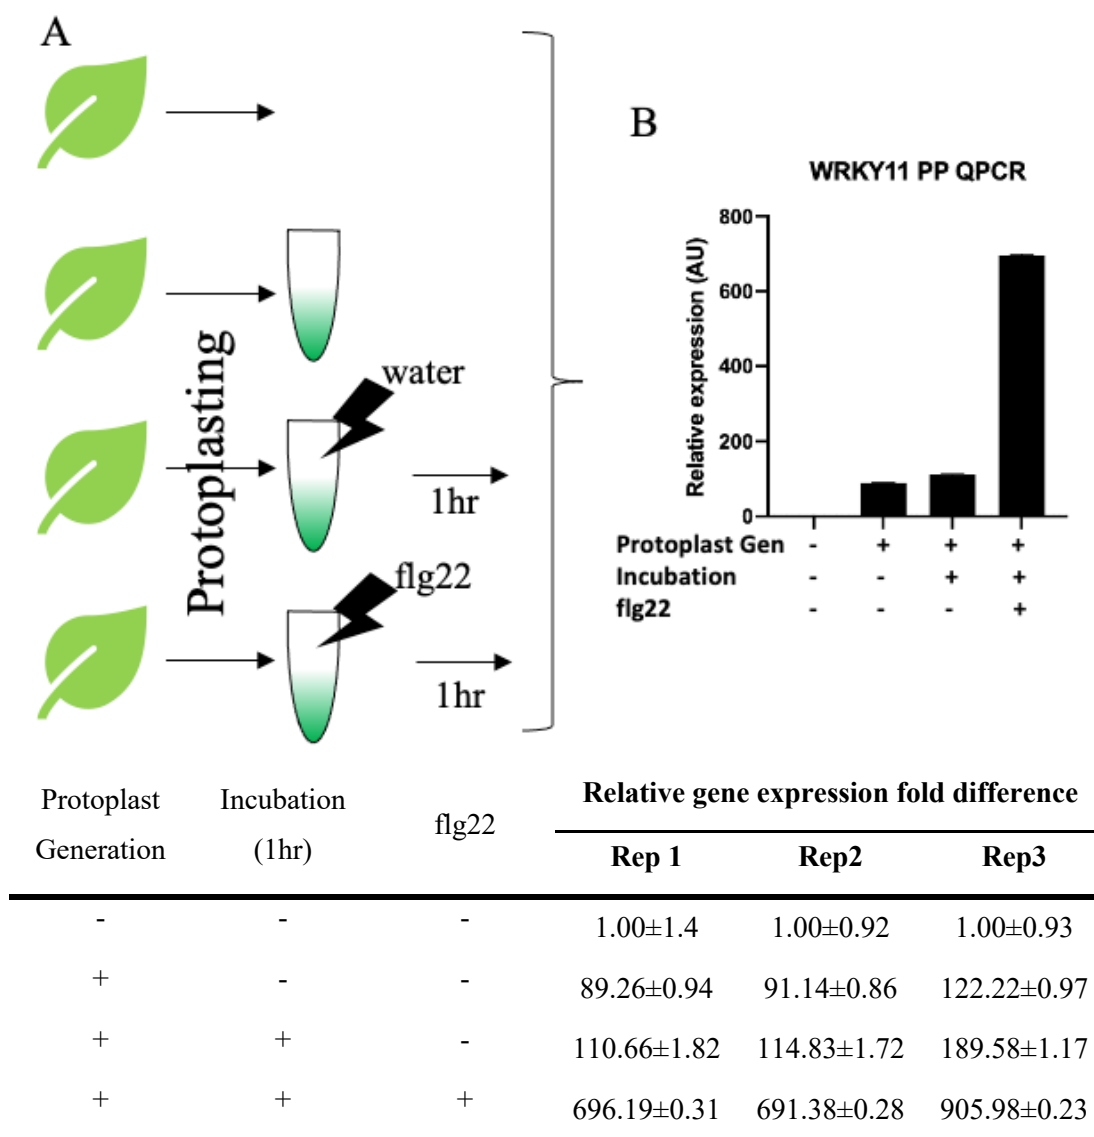 A
Protoplasting
water
1hr
flg22
1hr
B
WRKY11 PP QPCR
Relative expression (AU)
800
600
400
200
0
Protoplast Gen - + + +
Incubation - - + +
flg22 - - - +
Protoplast Generation Incubation (1hr) flg22 Relative gene expression fold difference
Rep 1 Rep2 Rep3
- - - 1.00±1.4 1.00±0.92 1.00±0.93
+ - - 89.26±0.94 91.14±0.86 122.22±0.97
+ + - 110.66±1.82 114.83±1.72 189.58±1.17
+ + + 696.19±0.31 691.38±0.28 905.98±0.23